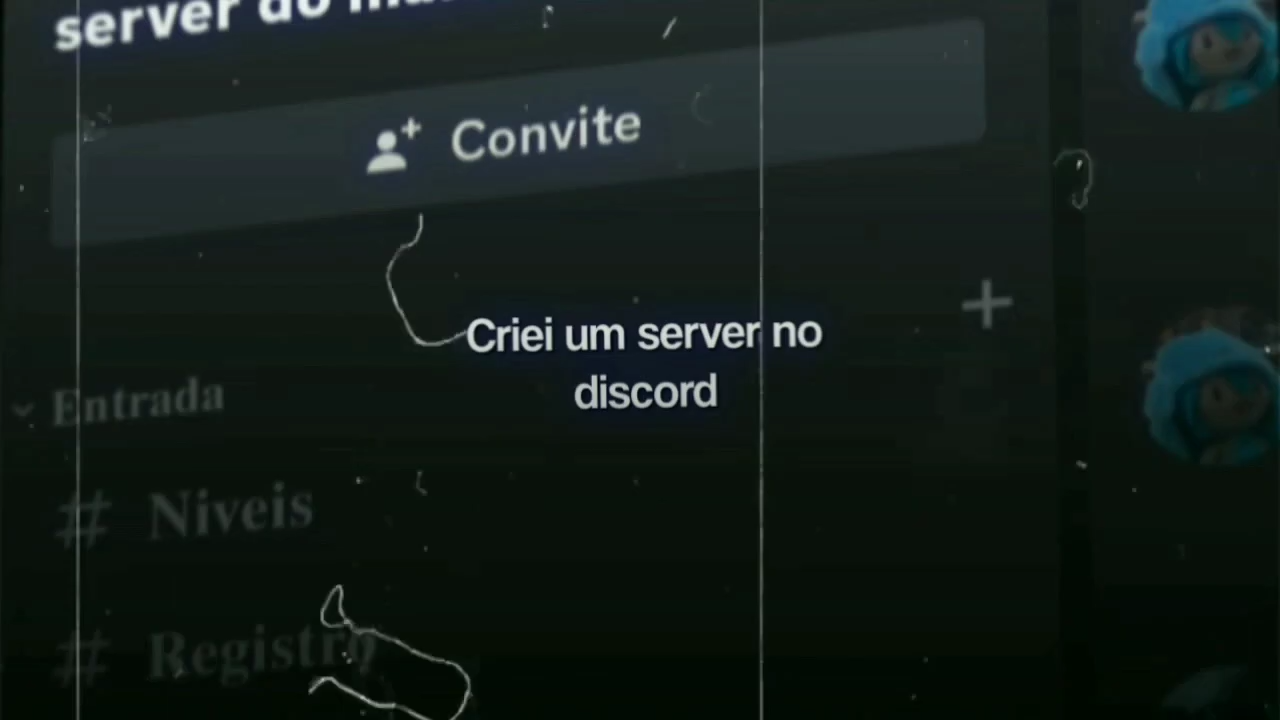 server do
Convite
Criei um server no
discord
Entrada
# Niveis
# Registro